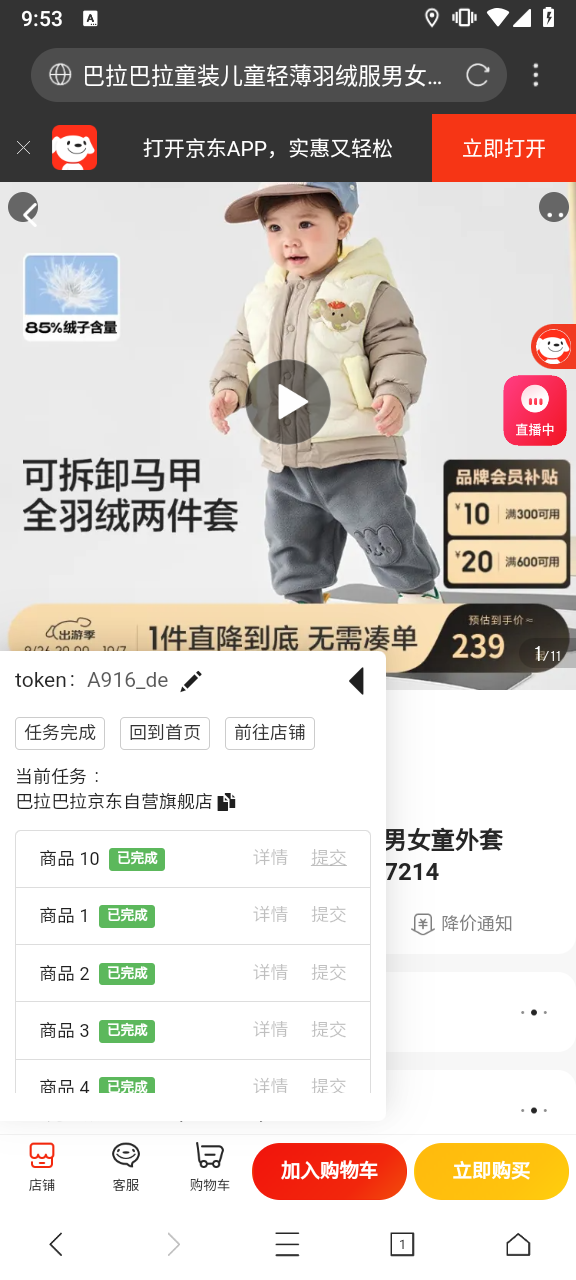 9:53
A
巴拉巴拉童装儿童轻薄羽绒服男女...
打开京东APP，实惠又轻松
立即打开
85%绒子含量
直播中
可拆卸马甲
全羽绒两件套
品牌会员补贴
¥10 满300可用
¥20 满600可用
出游季
1件直降到底 无需凑单
预估到手价≈
239
1/11
token： A916_de
任务完成
回到首页
前往店铺
当前任务：
巴拉巴拉京东自营旗舰店
男女童外套
7214
降价通知
商品 10 已完成 详情 提交
商品 1 已完成 详情 提交
商品 2 已完成 详情 提交
商品 3 已完成 详情 提交
商品 4 已完成 详情 提交
店铺
客服
购物车
加入购物车
立即购买
1